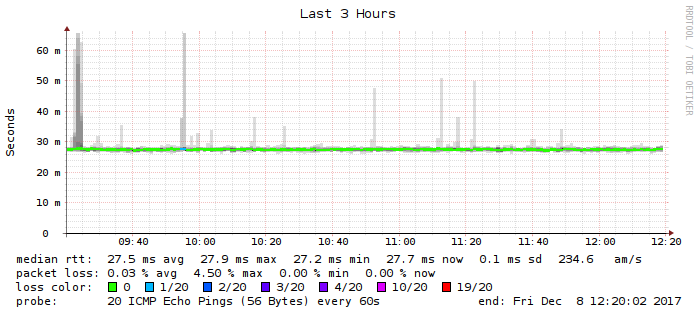 Last 3 Hours
RRDTOOL / TOBI OETIKER
Seconds
60 m
50 m
40 m
30 m
20 m
10 m
0
09:40 10:00 10:20 10:40 11:00 11:20 11:40 12:00 12:20
median rtt: 27.5 ms avg 27.9 ms max 27.2 ms min 27.7 ms now 0.1 ms sd 234.6 am/s
packet loss: 0.03 % avg 4.50 % max 0.00 % min 0.00 % now
loss color: 0 1/20 2/20 3/20 4/20 10/20 19/20
probe: 20 ICMP Echo Pings (56 Bytes) every 60s end: Fri Dec 8 12:20:02 2017